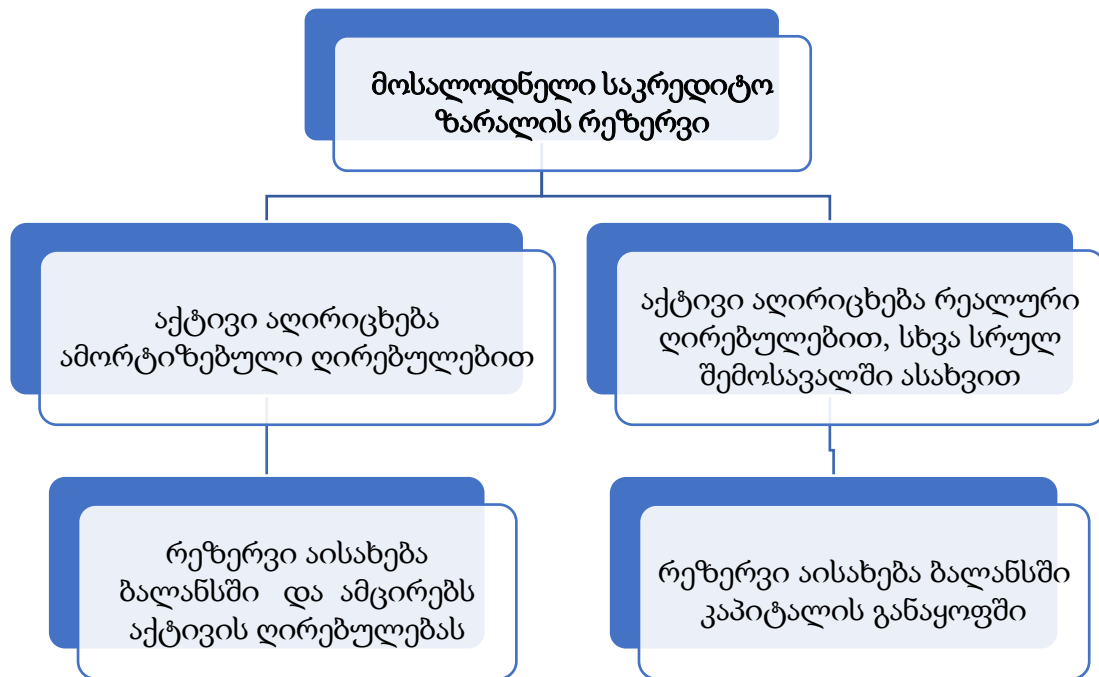 მოსალოდნელი საკრედიტო
ზარალის რეზერვი
აქტივი აღირიცხება
ამორტიზებული ღირებულებით
აქტივი აღირიცხება რეალური
ღირებულებით, სხვა სრულ
შემოსავალში ასახვით
რეზერვი აისახება
ბალანსში და ამცირებს
აქტივის ღირებულებას
რეზერვი აისახება ბალანსში
კაპიტალის განაყოფში